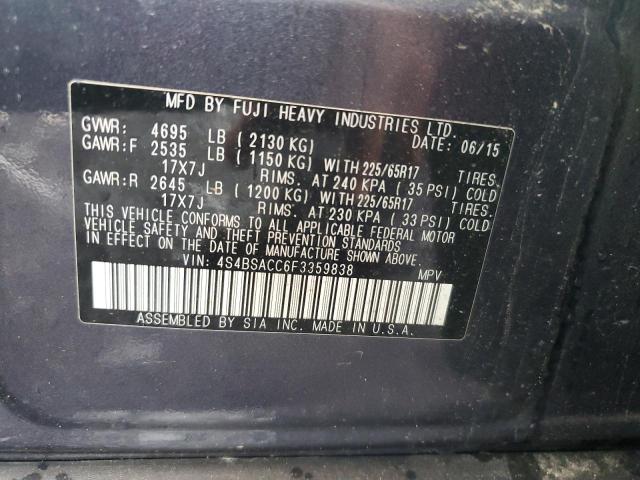 MFD BY FUJI HEAVY INDUSTRIES LTD.
GVWR: 4695 LB ( 2130 KG) DATE: 06/15
GAWR:F 2535 LB ( 1150 KG) WITH 225/65R17 TIRES.
17X7J RIMS. AT 240 KPA ( 35 PSI) COLD
GAWR:R 2645 LB ( 1200 KG) WITH 225/65R17 TIRES.
17X7J RIMS. AT 230 KPA ( 33 PSI) COLD
THIS VEHICLE CONFORMS TO ALL APPLICABLE FEDERAL MOTOR
VEHICLE SAFETY AND THEFT PREVENTION STANDARDS
IN EFFECT ON THE DATE OF MANUFACTURE SHOWN ABOVE.
VIN: 4S4BSACC6F3359838 MPV
ASSEMBLED BY SIA INC. MADE IN U.S.A.